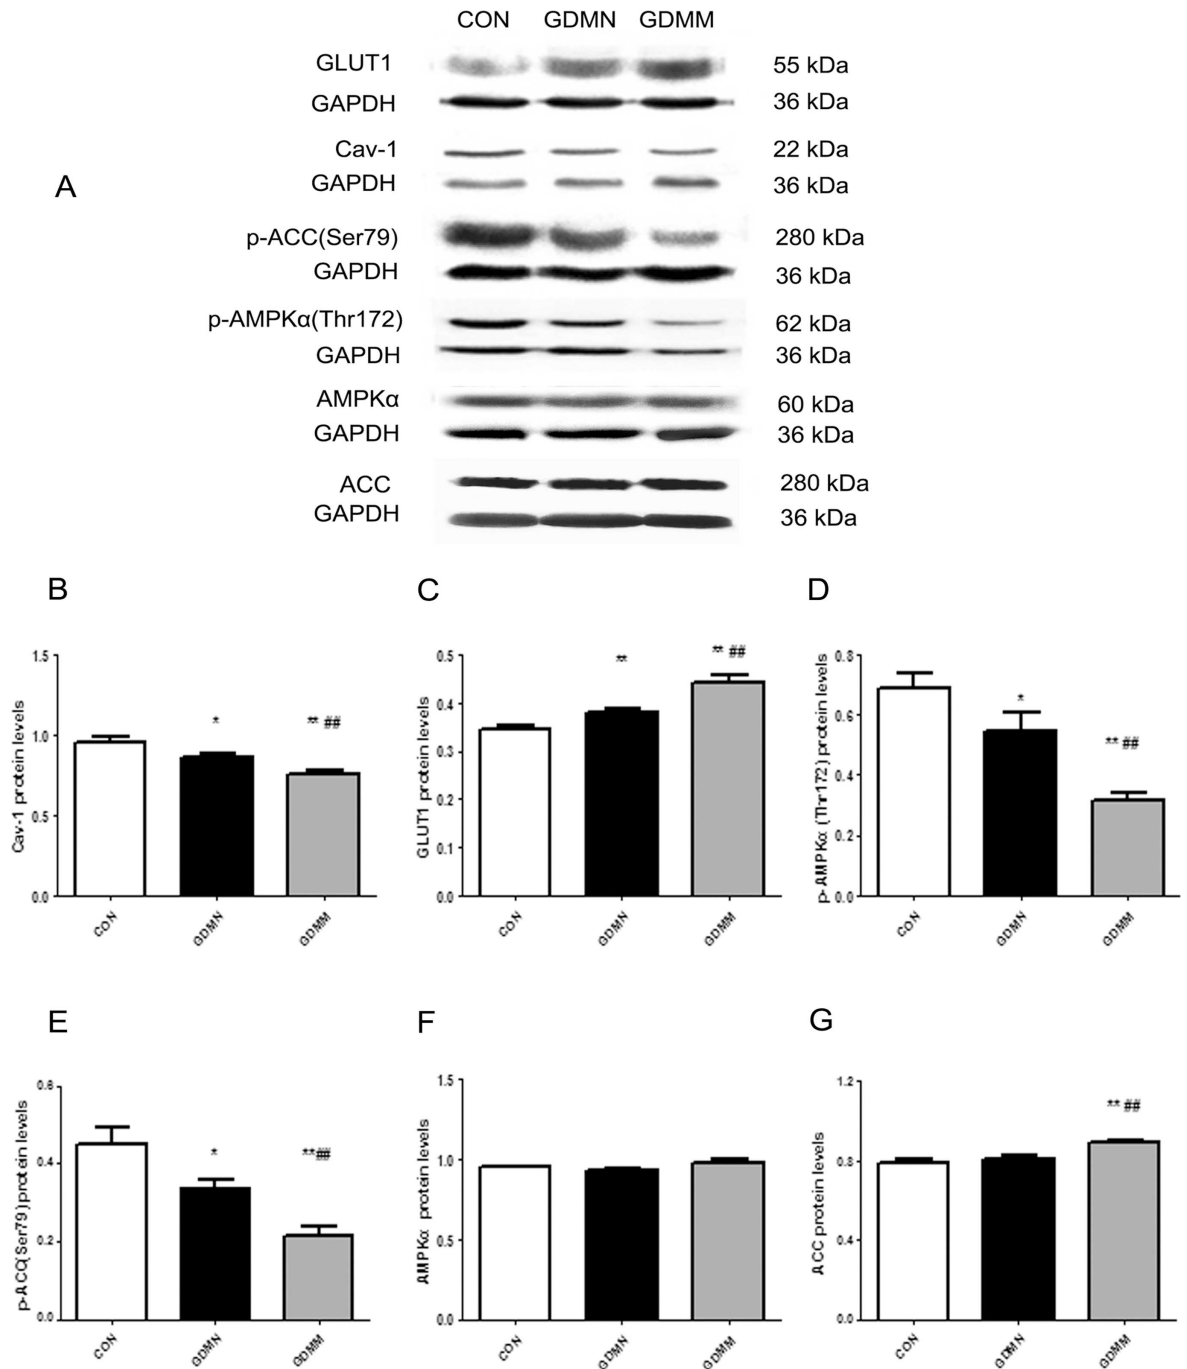 CON GDMN GDMM
GLUT1 55 kDa
GAPDH 36 kDa
Cav-1 22 kDa
GAPDH 36 kDa
A
p-ACC(Ser79) 280 kDa
GAPDH 36 kDa
p-AMPKα(Thr172) 62 kDa
GAPDH 36 kDa
AMPKα 60 kDa
GAPDH 36 kDa
ACC 280 kDa
GAPDH 36 kDa
B
Cav-1 protein levels
1.5
1.0
0.5
0.0
*
** ##
CON GDMN GDMM
C
GLUT1 protein levels
0.5
0.4
0.3
0.2
0.1
0.0
**
** ##
CON GDMN GDMM
D
p-AMPKα (Thr172) protein levels
0.8
0.6
0.4
0.2
0.0
*
** ##
CON GDMN GDMM
E
p-ACC(Ser79) protein levels
0.6
0.4
0.2
0.0
*
**##
CON GDMN GDMM
F
AMPKα protein levels
1.5
1.0
0.5
0.0
CON GDMN GDMM
G
ACC protein levels
1.2
0.8
0.4
0.0
** ##
CON GDMN GDMM